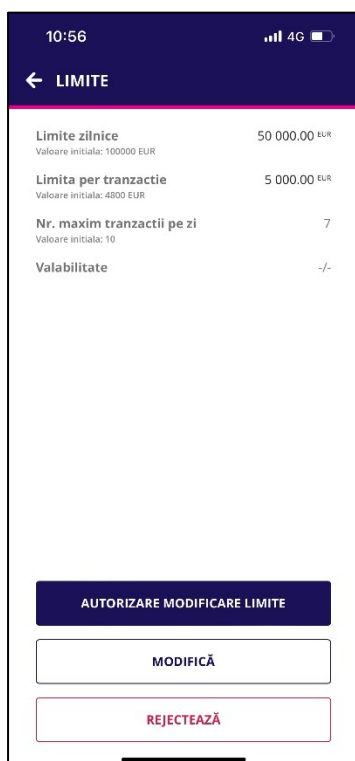 10:56
4G
LIMITE
Limite zilnice 50 000.00 EUR
Valoare initiala: 100000 EUR
Limita per tranzactie 5 000.00 EUR
Valoare initiala: 4800 EUR
Nr. maxim tranzactii pe zi 7
Valoare initiala: 10
Valabilitate -/-
AUTORIZARE MODIFICARE LIMITE
MODIFICĂ
REJECTEAZĂ